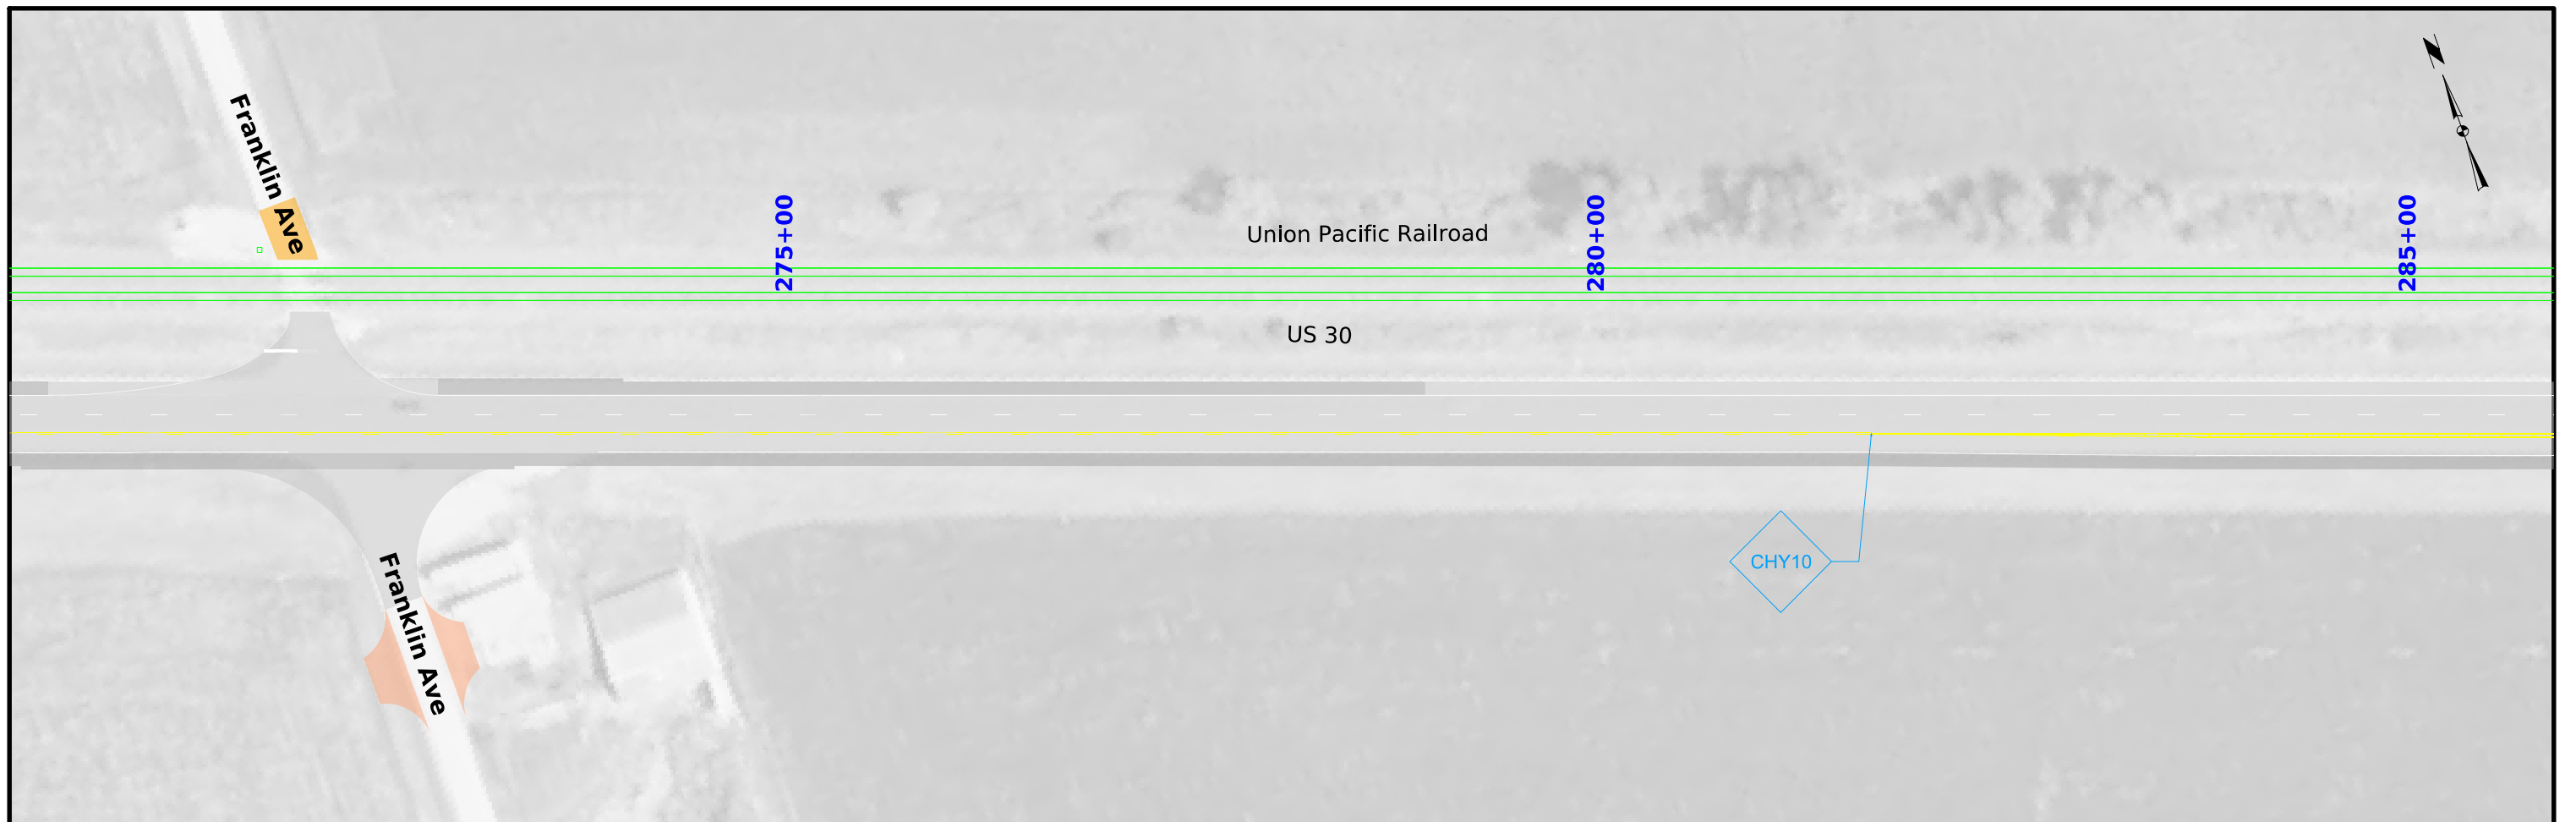 Franklin Ave
275+00
Union Pacific Railroad
280+00
285+00
US 30
Franklin Ave
CHY10
N